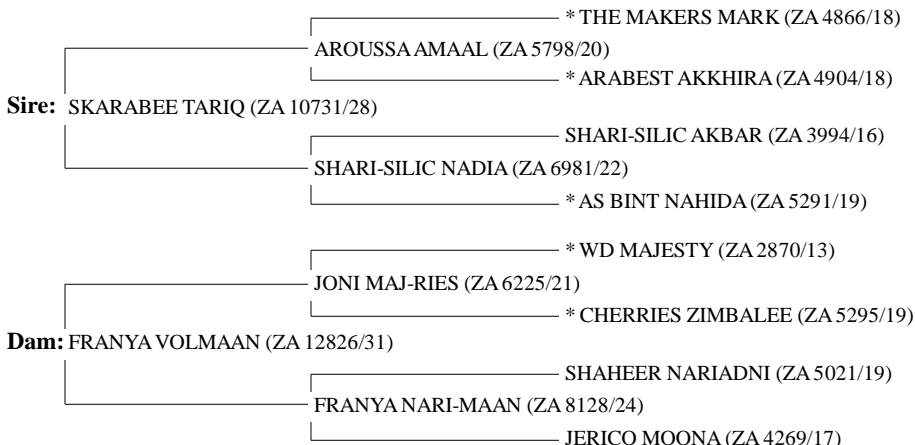 * THE MAKERS MARK (ZA 4866/18)
AROUSSA AMAAL (ZA 5798/20)
* ARABEST AKKHIRA (ZA 4904/18)
Sire: SKARABEE TARIQ (ZA 10731/28)
SHARI-SILIC AKBAR (ZA 3994/16)
SHARI-SILIC NADIA (ZA 6981/22)
* AS BINT NAHIDA (ZA 5291/19)
* WD MAJESTY (ZA 2870/13)
JONI MAJ-RIES (ZA 6225/21)
* CHERRIES ZIMBALEE (ZA 5295/19)
Dam: FRANYA VOLMAAN (ZA 12826/31)
SHAHEER NARIADNI (ZA 5021/19)
FRANYA NARI-MAAN (ZA 8128/24)
JERICO MOONA (ZA 4269/17)